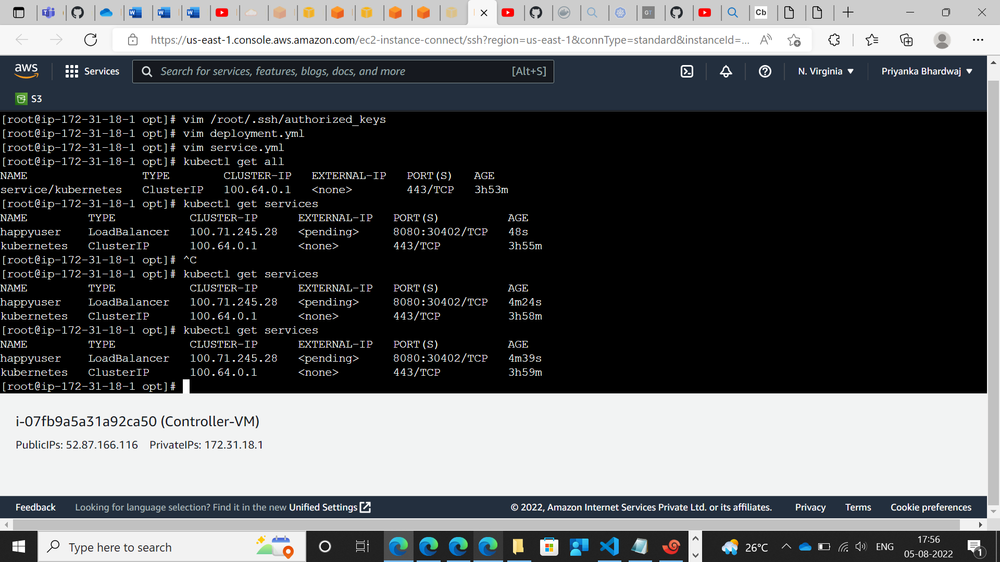 https://us-east-1.console.aws.amazon.com/ec2-instance-connect/ssh?region=us-east-1&connType=standard&instanceId=...
Cb
GT
aws
Services
Search for services, features, blogs, docs, and more [Alt+S]
N. Virginia
Priyanka Bhardwaj
S3
[root@ip-172-31-18-1 opt]# vim /root/.ssh/authorized_keys
[root@ip-172-31-18-1 opt]# vim deployment.yml
[root@ip-172-31-18-1 opt]# vim service.yml
[root@ip-172-31-18-1 opt]# kubectl get all
NAME                 TYPE        CLUSTER-IP   EXTERNAL-IP   PORT(S)   AGE
service/kubernetes   ClusterIP   100.64.0.1   <none>        443/TCP   3h53m
[root@ip-172-31-18-1 opt]# kubectl get services
NAME         TYPE           CLUSTER-IP      EXTERNAL-IP   PORT(S)          AGE
happyuser    LoadBalancer   100.71.245.28   <pending>     8080:30402/TCP   48s
kubernetes   ClusterIP      100.64.0.1      <none>        443/TCP          3h55m
[root@ip-172-31-18-1 opt]# ^C
[root@ip-172-31-18-1 opt]# kubectl get services
NAME         TYPE           CLUSTER-IP      EXTERNAL-IP   PORT(S)          AGE
happyuser    LoadBalancer   100.71.245.28   <pending>     8080:30402/TCP   4m24s
kubernetes   ClusterIP      100.64.0.1      <none>        443/TCP          3h58m
[root@ip-172-31-18-1 opt]# kubectl get services
NAME         TYPE           CLUSTER-IP      EXTERNAL-IP   PORT(S)          AGE
happyuser    LoadBalancer   100.71.245.28   <pending>     8080:30402/TCP   4m39s
kubernetes   ClusterIP      100.64.0.1      <none>        443/TCP          3h59m
[root@ip-172-31-18-1 opt]#
i-07fb9a5a31a92ca50 (Controller-VM)
PublicIPs: 52.87.166.116 PrivateIPs: 172.31.18.1
Feedback Looking for language selection? Find it in the new Unified Settings © 2022, Amazon Internet Services Private Ltd. or its affiliates. Privacy Terms Cookie preferences
Type here to search
26°C
ENG
17:56
05-08-2022
1